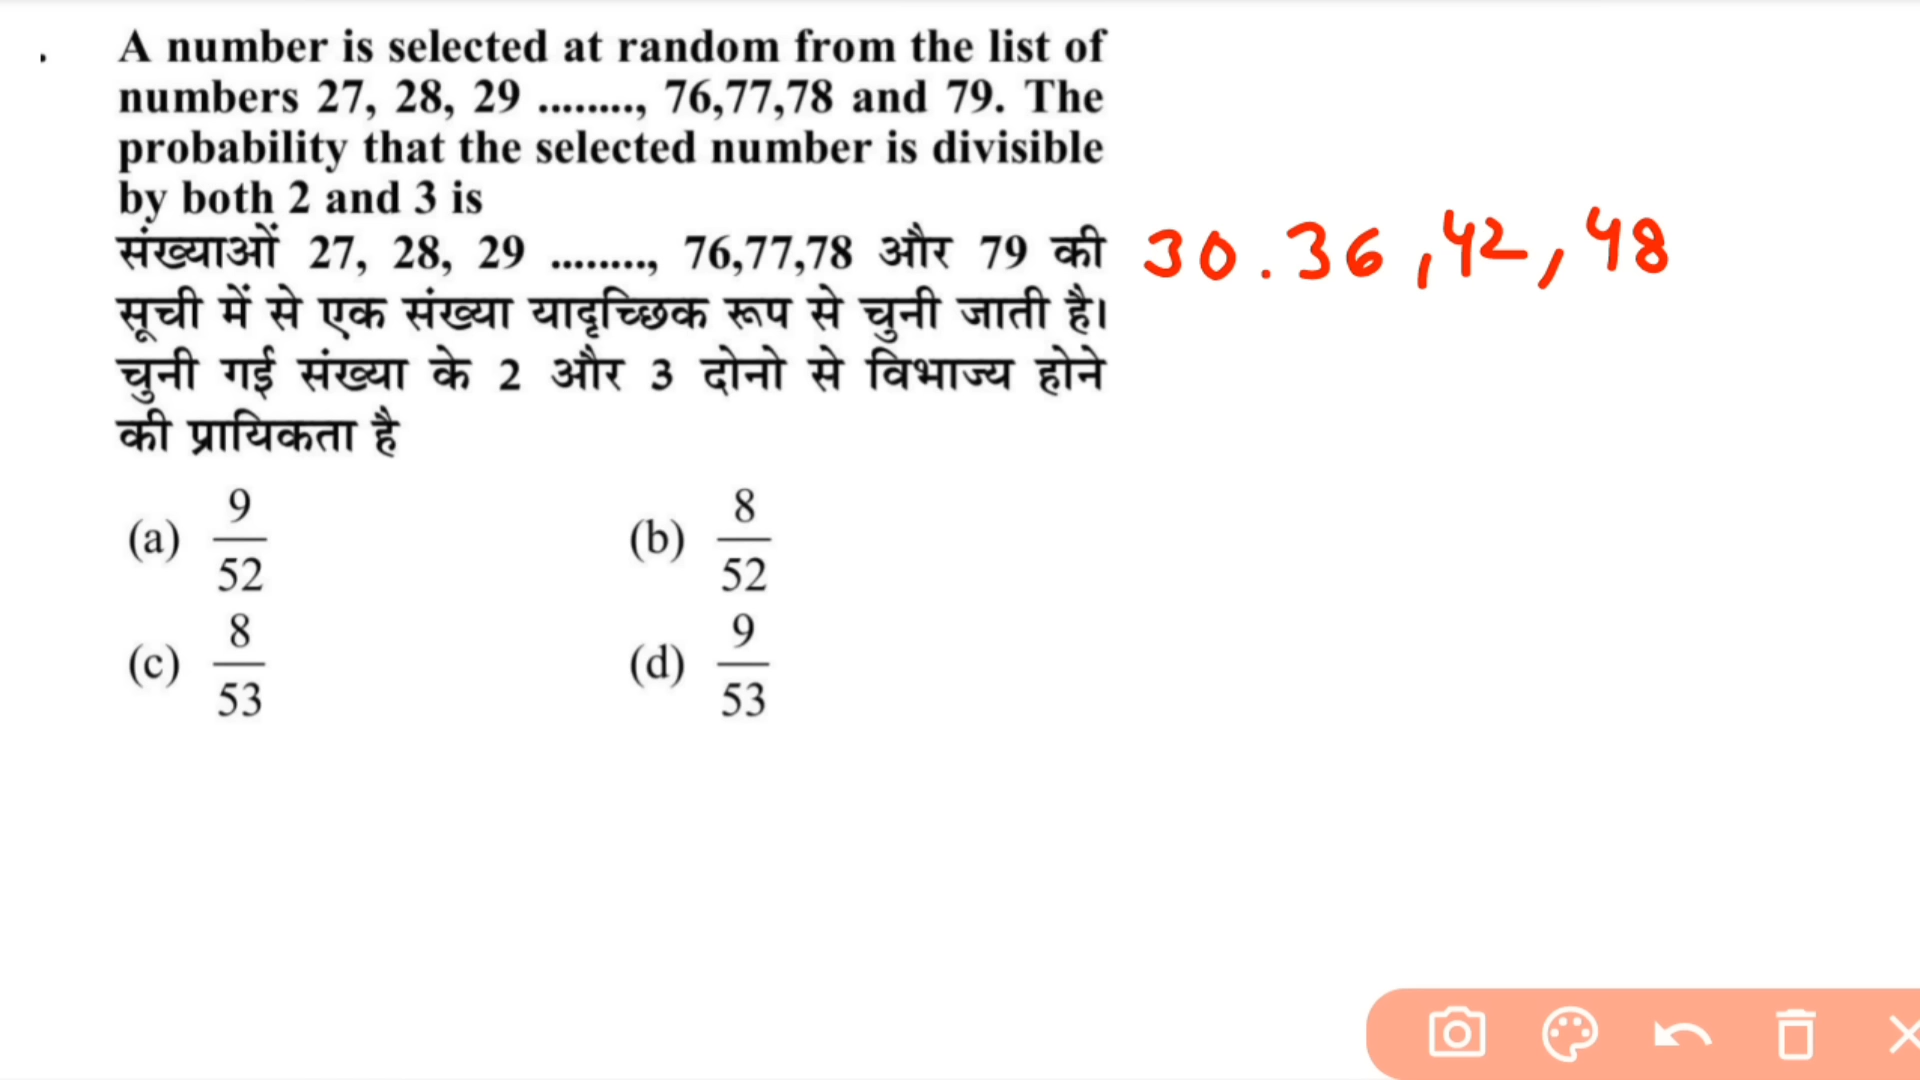 . A number is selected at random from the list of
numbers 27, 28, 29 ........, 76,77,78 and 79. The
probability that the selected number is divisible
by both 2 and 3 is
संख्याओं 27, 28, 29 ........, 76,77,78 और 79 की
30.36,42,48
सूची में से एक संख्या यादृच्छिक रूप से चुनी जाती है।
चुनी गई संख्या के 2 और 3 दोनो से विभाज्य होने
की प्रायिकता है
(a) 9/52 (b) 8/52
(c) 8/53 (d) 9/53